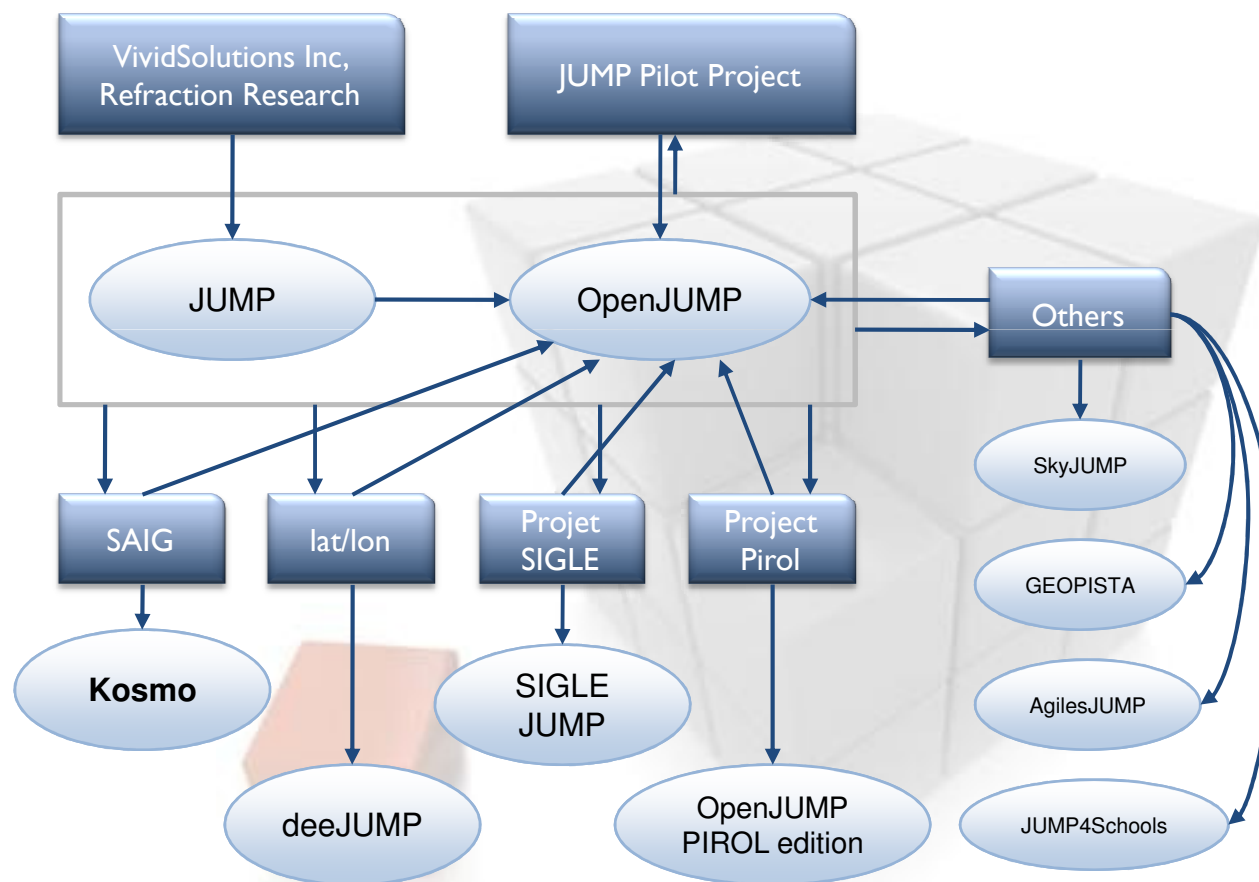 VividSolutions Inc,
Refraction Research
JUMP Pilot Project
JUMP
OpenJUMP
Others
SkyJUMP
SAIG
lat/lon
Projet
SIGLE
Project
Pirol
GEOPISTA
Kosmo
SIGLE
JUMP
AgilesJUMP
deeJUMP
OpenJUMP
PIROL edition
JUMP4Schools